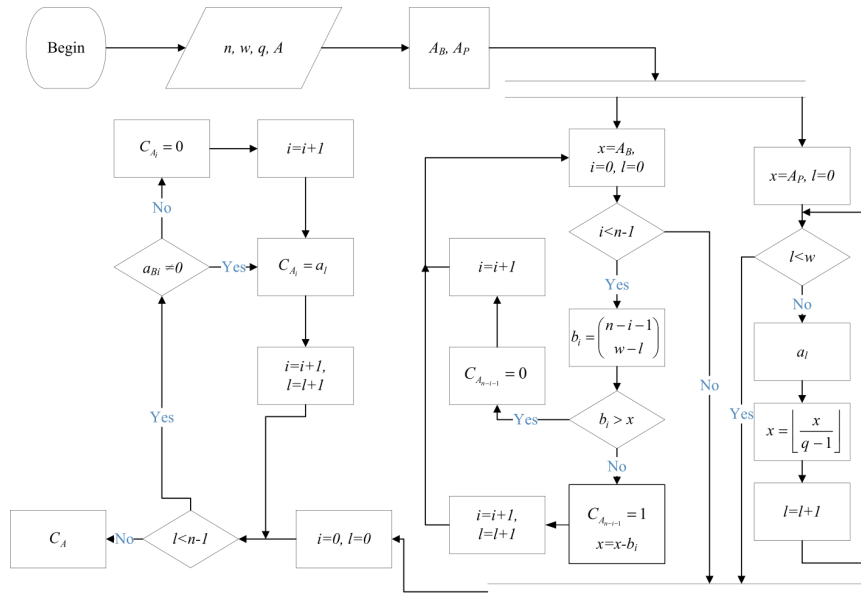 Begin
n, w, q, A
A_B, A_P
C_{A_i} = 0
i=i+1
No
a_{Bi} ≠0
Yes
C_{A_i} = a_l
i=i+1,
l=l+1
Yes
C_A
No
l<n-1
i=0, l=0
x=A_B,
i=0, l=0
i<n-1
Yes
No
i=i+1
b_i = (n-i-1
w-l)
C_{A_{n-i-1}} = 0
Yes
b_i > x
No
i=i+1,
l=l+1
C_{A_{n-i-1}} = 1
x=x-b_i
x=A_P, l=0
l<w
No
Yes
a_l
x = ⌊x
q-1⌋
l=l+1